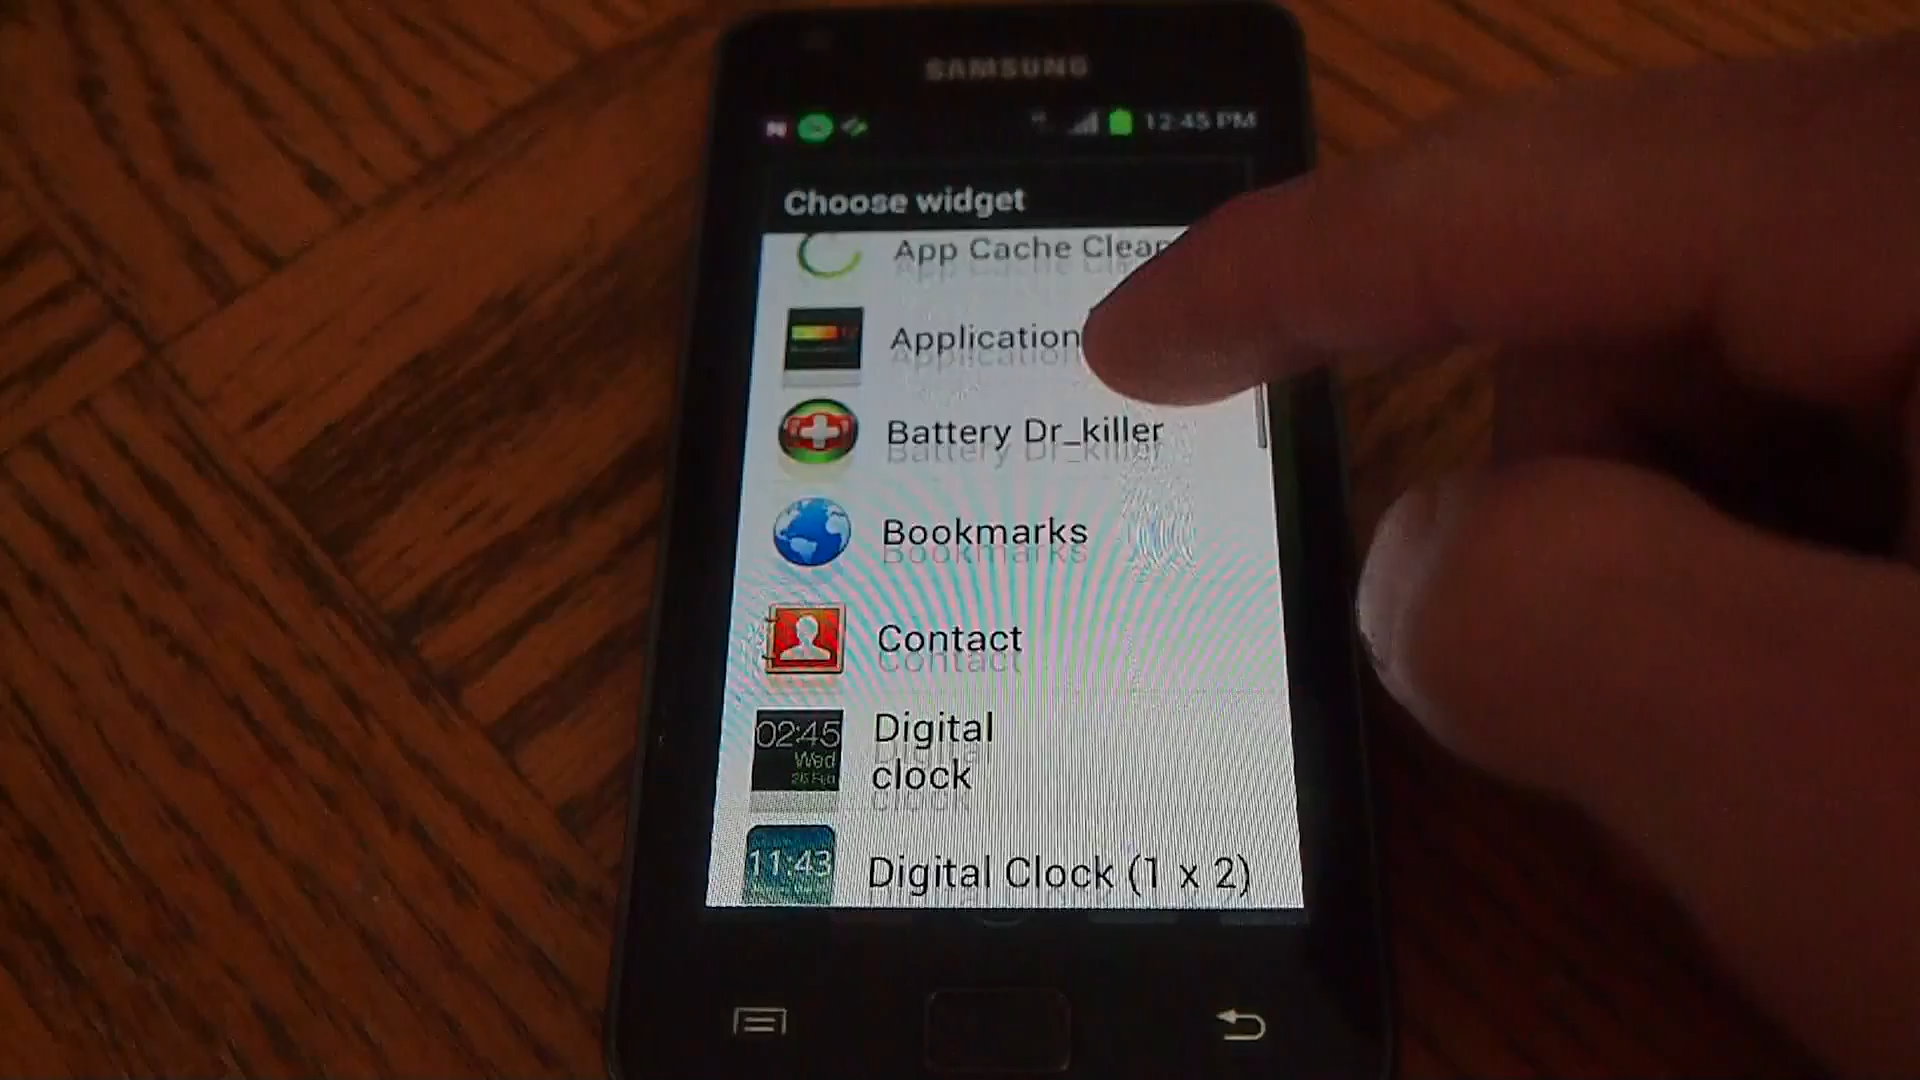 SAMSUNG
12:45 PM
Choose widget
App Cache Clean
Application
Battery Dr_killer
Bookmarks
Contact
02:45
Wed
Digital
clock
11:43
Digital Clock (1 x 2)